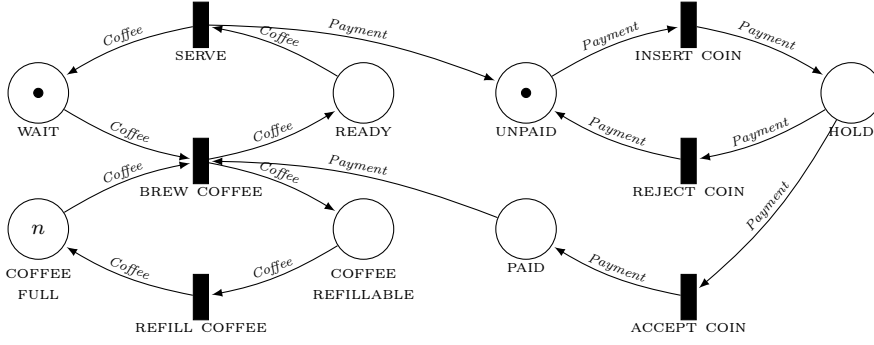 Coffee
Coffee
Payment
SERVE
Payment
Payment
INSERT COIN
WAIT
READY
UNPAID
HOLD
Coffee
Coffee
Payment
Payment
BREW COFFEE
REJECT COIN
Coffee
Coffee
Payment
Payment
n
COFFEE
FULL
Coffee
Coffee
COFFEE
REFILLABLE
PAID
Payment
REFILL COFFEE
ACCEPT COIN